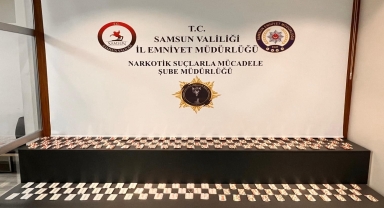 T.C.
SAMSUN VALİLİĞİ
İL EMNİYET MÜDÜRLÜĞÜ
NARKOTİK SUÇLARLA MÜCADELE
ŞUBE MÜDÜRLÜĞÜ